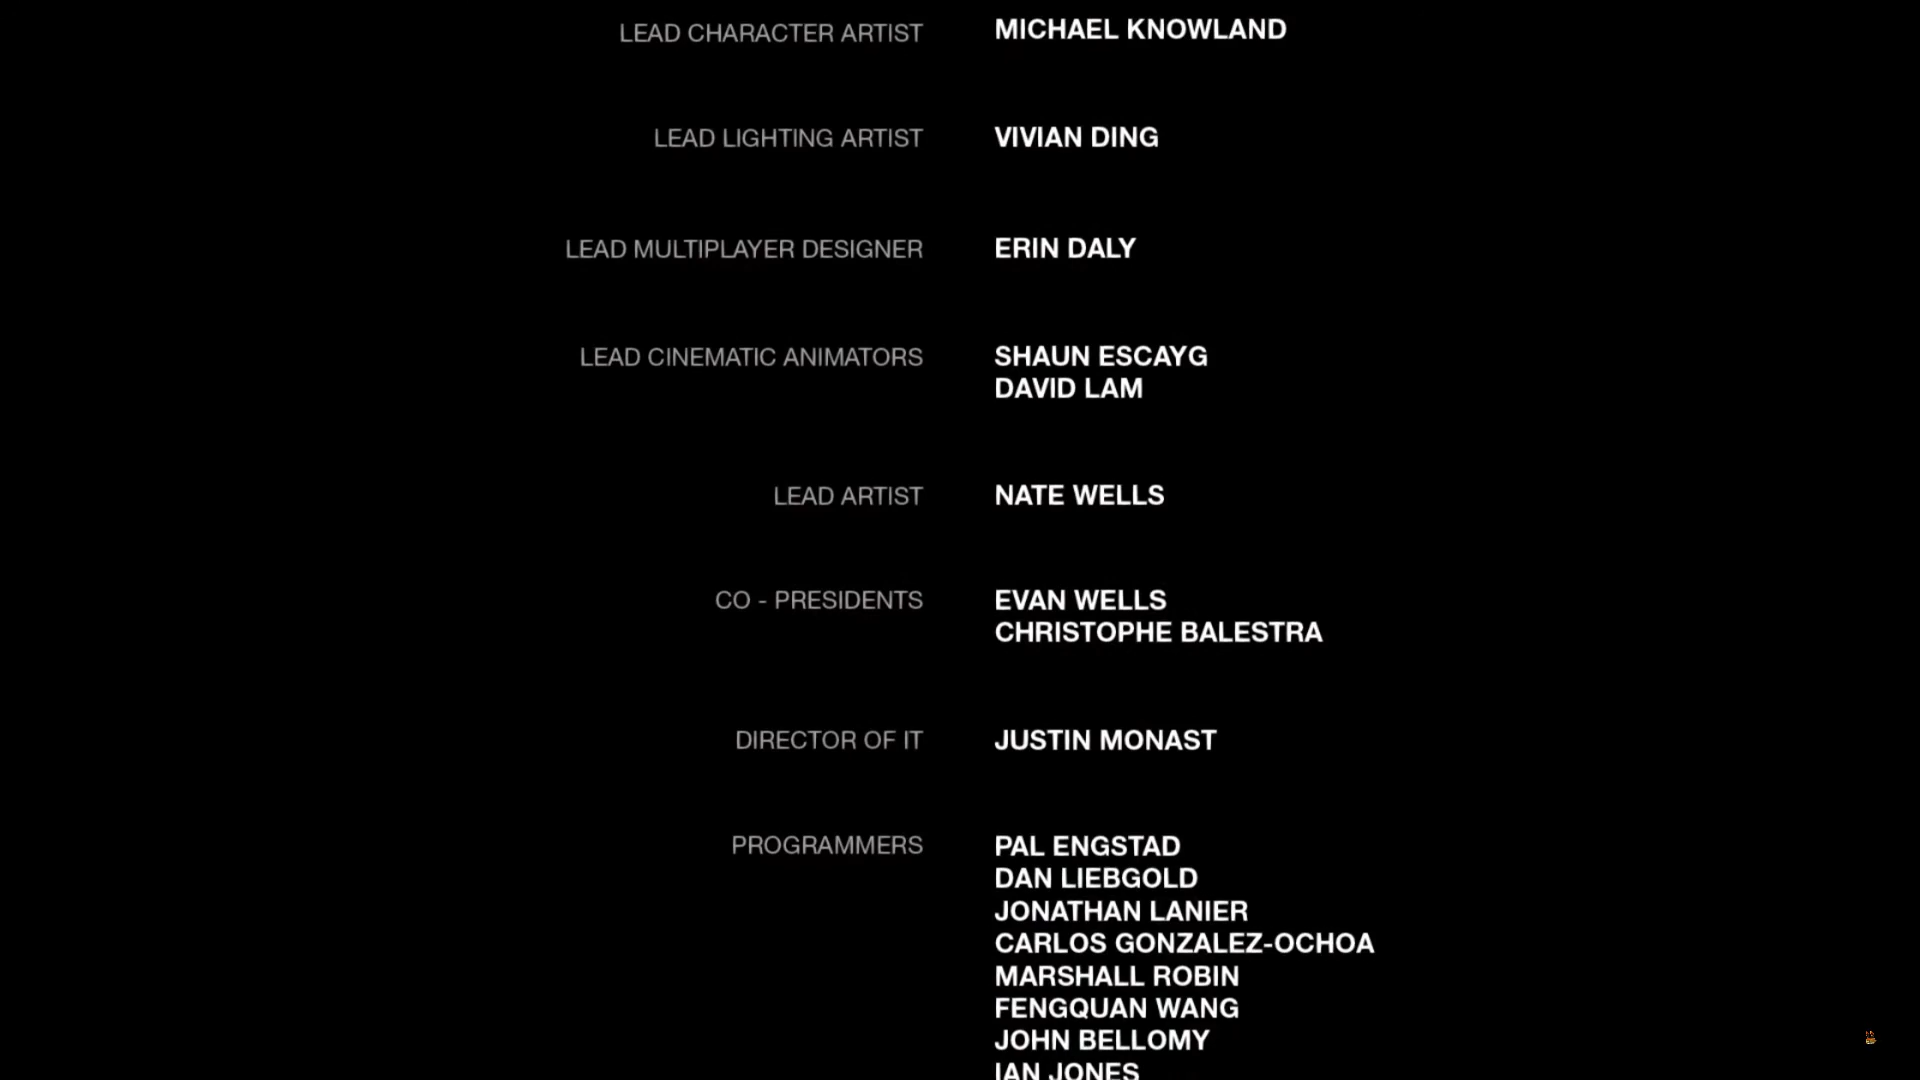 LEAD CHARACTER ARTIST MICHAEL KNOWLAND
LEAD LIGHTING ARTIST VIVIAN DING
LEAD MULTIPLAYER DESIGNER ERIN DALY
LEAD CINEMATIC ANIMATORS SHAUN ESCAYG
DAVID LAM
LEAD ARTIST NATE WELLS
CO - PRESIDENTS EVAN WELLS
CHRISTOPHE BALESTRA
DIRECTOR OF IT JUSTIN MONAST
PROGRAMMERS PAL ENGSTAD
DAN LIEBGOLD
JONATHAN LANIER
CARLOS GONZALEZ-OCHOA
MARSHALL ROBIN
FENGQUAN WANG
JOHN BELLOMY
IAN JONES